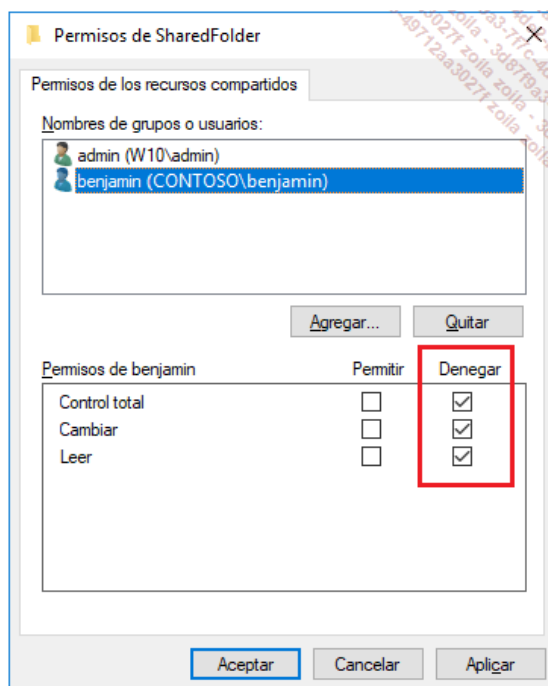 Permisos de SharedFolder
Permisos de los recursos compartidos
Nombres de grupos o usuarios:
admin (W10\admin)
benjamin (CONTOSO\benjamin)
Agregar...
Quitar
Permisos de benjamin Permitir Denegar
Control total
Cambiar
Leer
Aceptar Cancelar Aplicar